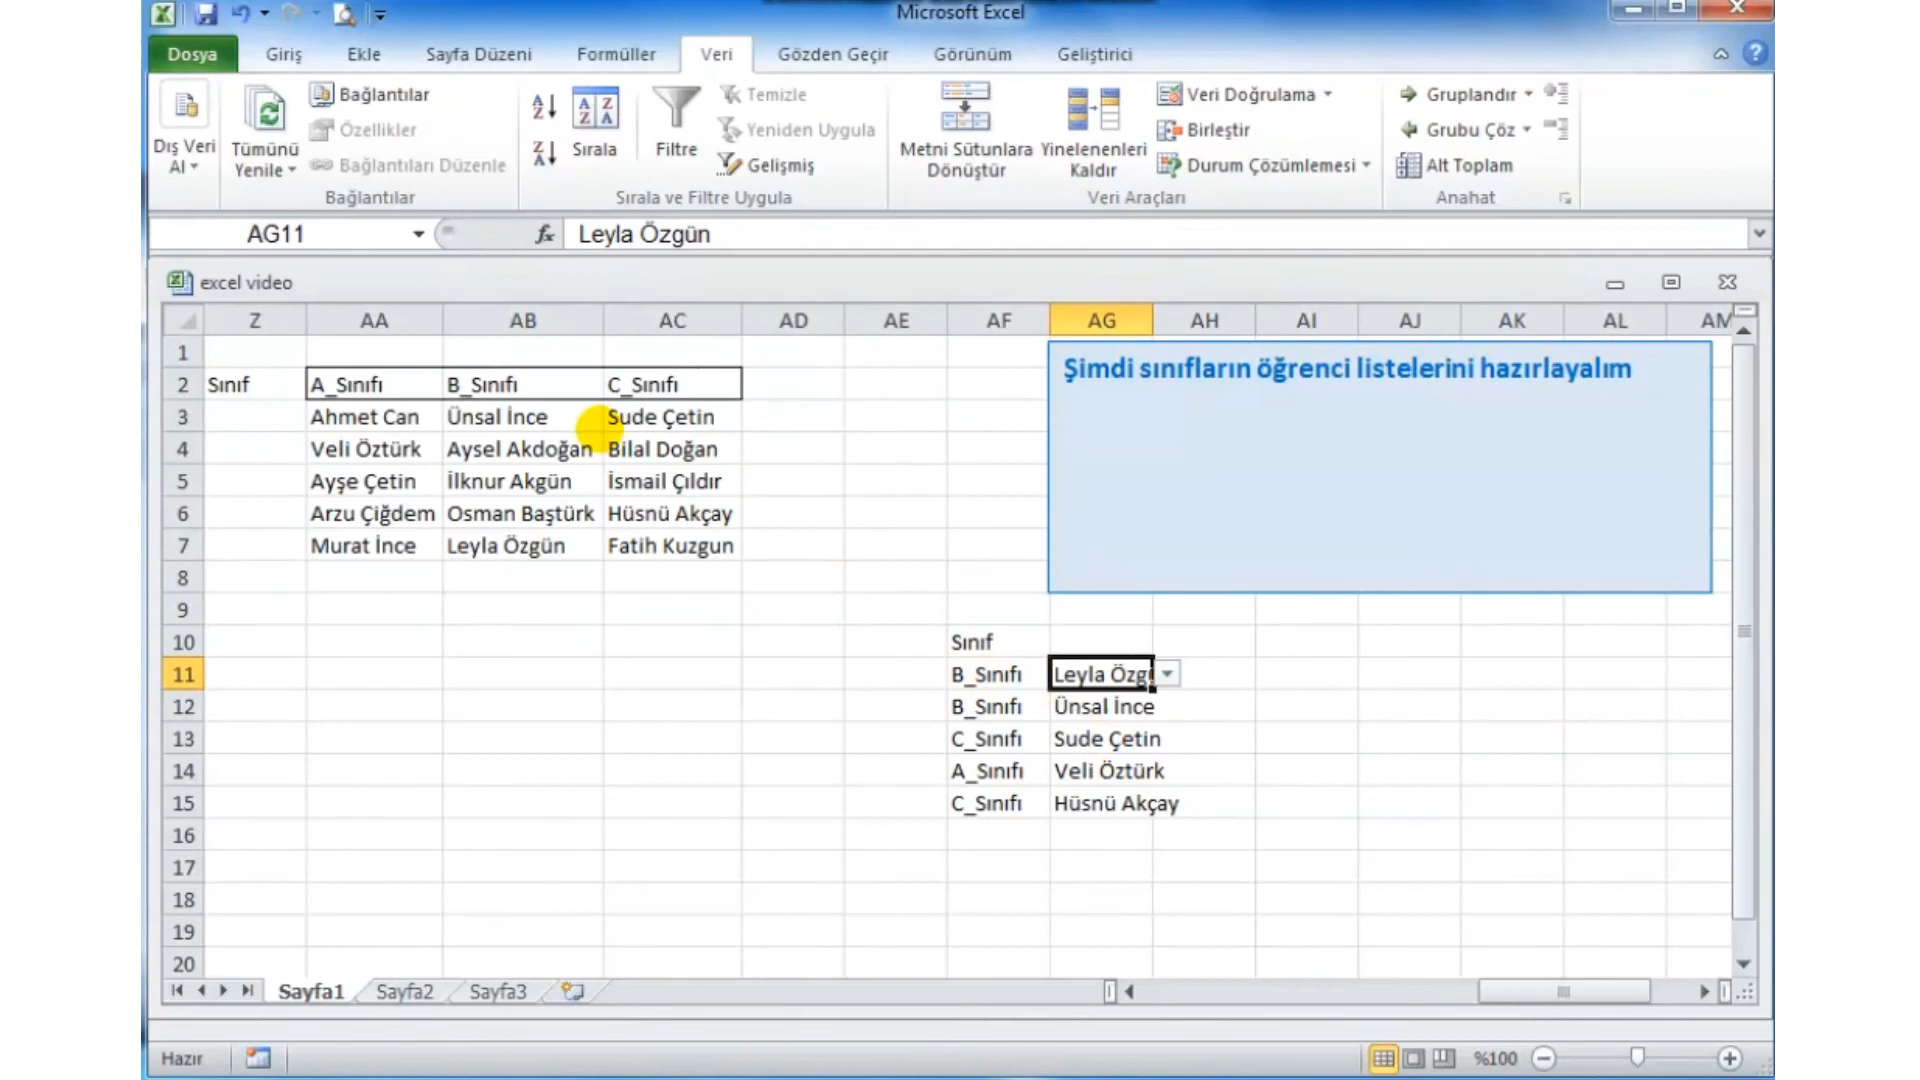 Microsoft Excel
Dosya Giriş Ekle Sayfa Düzeni Formüller Veri Gözden Geçir Görünüm Geliştirici
Dış Veri Al
Tümünü Yenile
Bağlantılar
Özellikler
Bağlantıları Düzenle
Bağlantılar
Sırala
Filtre
Temizle
Yeniden Uygula
Gelişmiş
Sırala ve Filtre Uygula
Metni Sütunlara Dönüştür
Yinelenenleri Kaldır
Veri Doğrulama
Birleştir
Durum Çözümlemesi
Veri Araçları
Gruplandır
Grubu Çöz
Alt Toplam
Anahat
AG11 fx Leyla Özgün
excel video
Z AA AB AC AD AE AF AG AH AI AJ AK AL AM
1
Şimdi sınıfların öğrenci listelerini hazırlayalım
2 Sınıf A_Sınıfı B_Sınıfı C_Sınıfı
3 Ahmet Can Ünsal İnce Sude Çetin
4 Veli Öztürk Aysel Akdoğan Bilal Doğan
5 Ayşe Çetin İlknur Akgün İsmail Çıldır
6 Arzu Çiğdem Osman Baştürk Hüsnü Akçay
7 Murat İnce Leyla Özgün Fatih Kuzgun
8
9
10 Sınıf
11 B_Sınıfı Leyla Özgü
12 B_Sınıfı Ünsal İnce
13 C_Sınıfı Sude Çetin
14 A_Sınıfı Veli Öztürk
15 C_Sınıfı Hüsnü Akçay
16
17
18
19
20
Sayfa1 Sayfa2 Sayfa3
Hazır %100